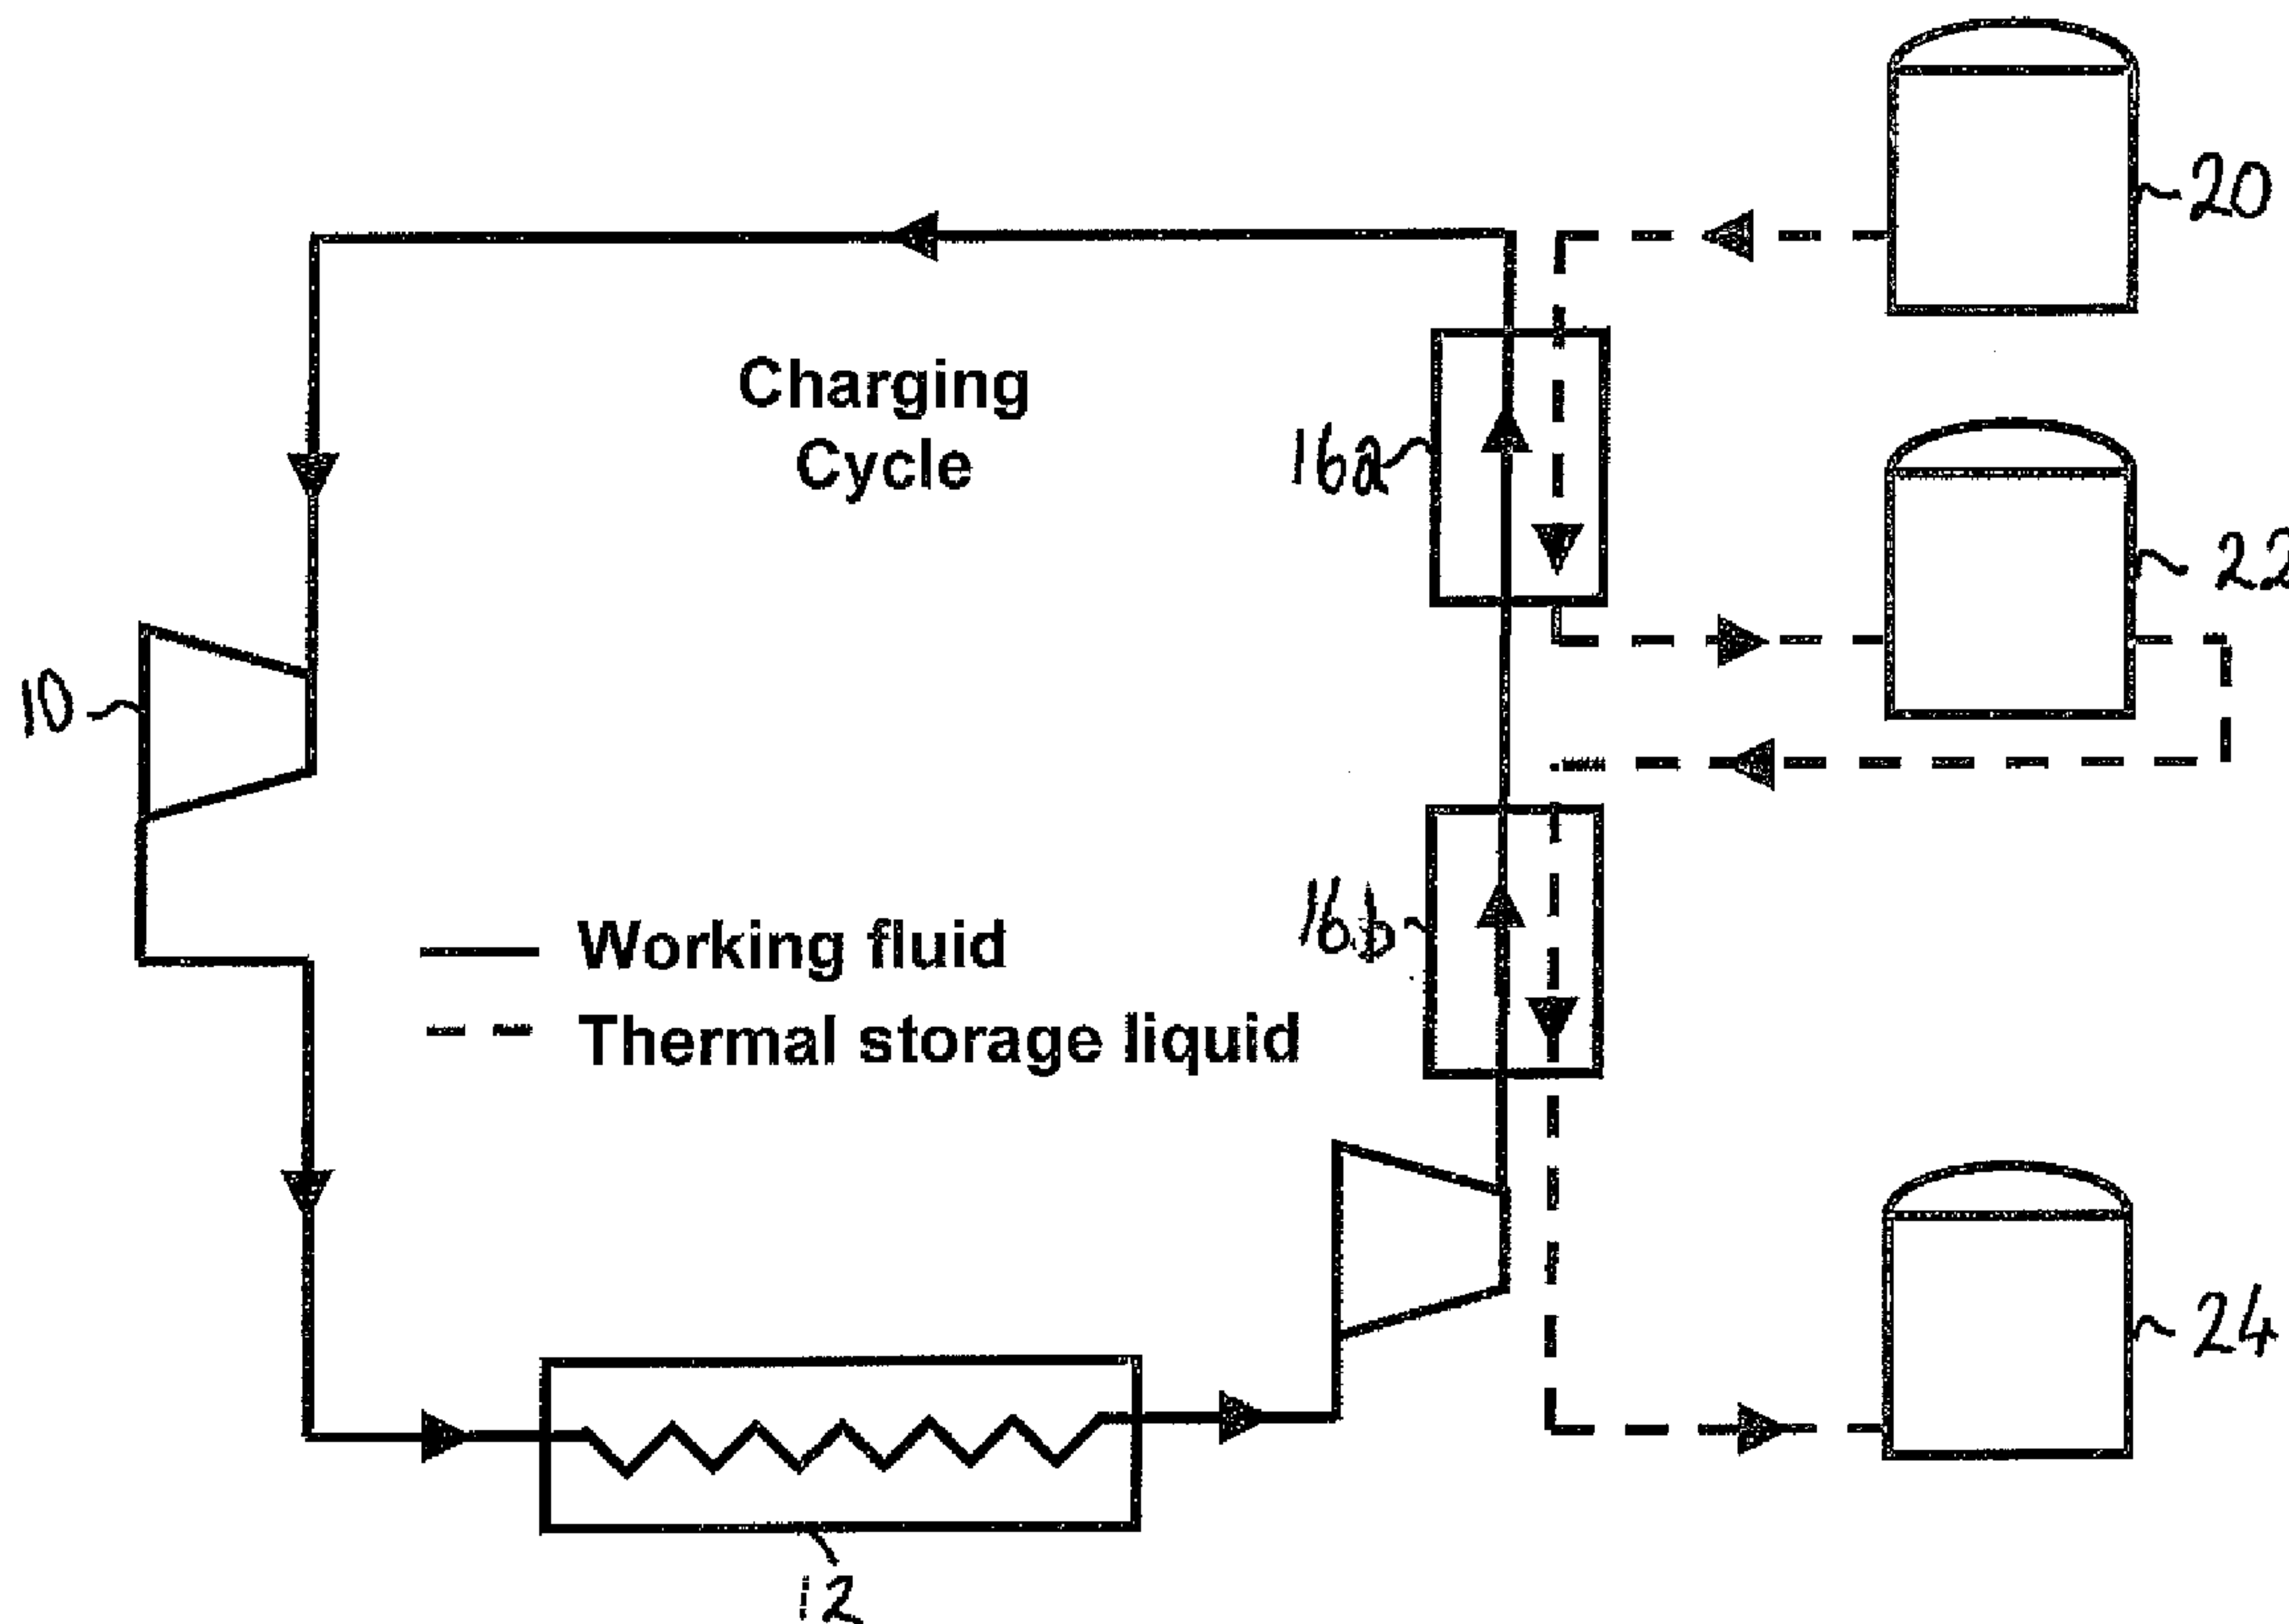 20
Charging
Cycle
16a
22
10
16b
Working fluid
Thermal storage liquid
24
12